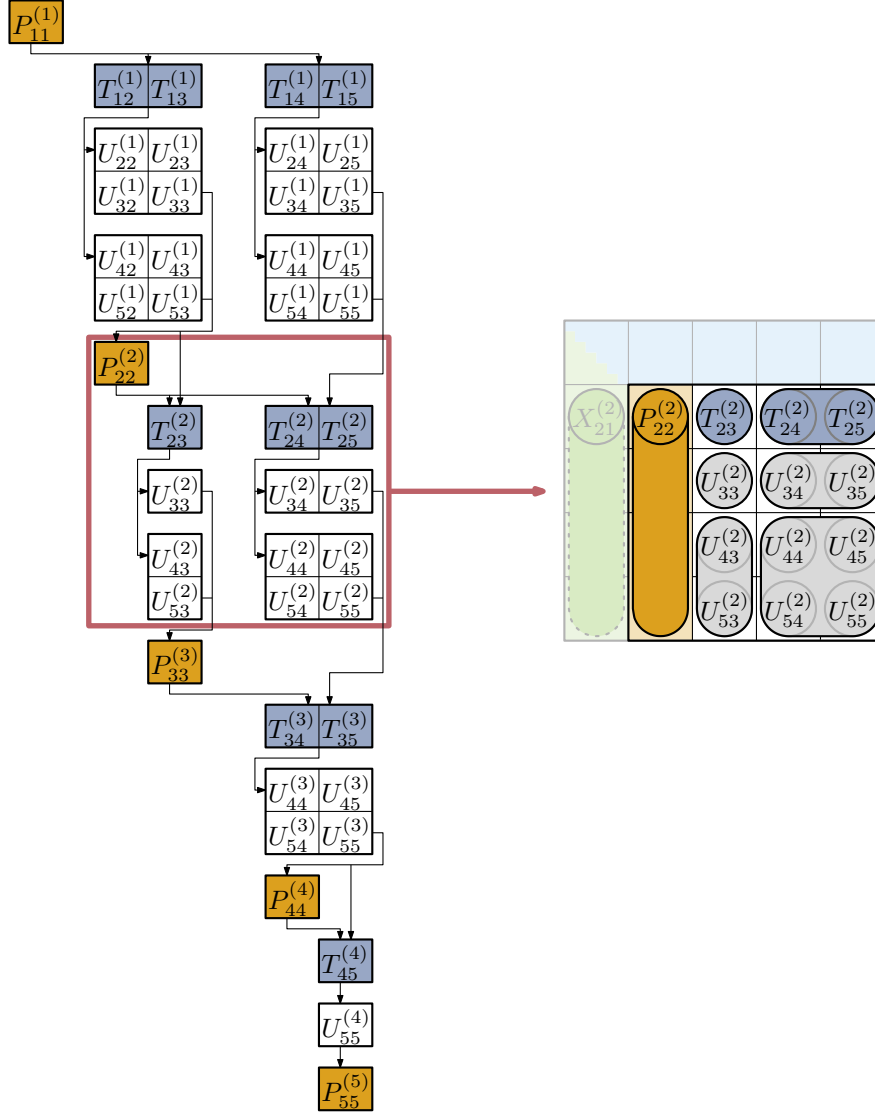 P_{11}^{(1)}
T_{12}^{(1)} T_{13}^{(1)} T_{14}^{(1)} T_{15}^{(1)}
U_{22}^{(1)} U_{23}^{(1)} U_{24}^{(1)} U_{25}^{(1)}
U_{32}^{(1)} U_{33}^{(1)} U_{34}^{(1)} U_{35}^{(1)}
U_{42}^{(1)} U_{43}^{(1)} U_{44}^{(1)} U_{45}^{(1)}
U_{52}^{(1)} U_{53}^{(1)} U_{54}^{(1)} U_{55}^{(1)}
P_{22}^{(2)}
T_{23}^{(2)} T_{24}^{(2)} T_{25}^{(2)}
U_{33}^{(2)} U_{34}^{(2)} U_{35}^{(2)}
U_{43}^{(2)} U_{44}^{(2)} U_{45}^{(2)}
U_{53}^{(2)} U_{54}^{(2)} U_{55}^{(2)}
P_{33}^{(3)}
T_{34}^{(3)} T_{35}^{(3)}
U_{44}^{(3)} U_{45}^{(3)}
U_{54}^{(3)} U_{55}^{(3)}
P_{44}^{(4)}
T_{45}^{(4)}
U_{55}^{(4)}
P_{55}^{(5)}
X_{21}^{(2)} P_{22}^{(2)} T_{23}^{(2)} T_{24}^{(2)} T_{25}^{(2)}
U_{33}^{(2)} U_{34}^{(2)} U_{35}^{(2)}
U_{43}^{(2)} U_{44}^{(2)} U_{45}^{(2)}
U_{53}^{(2)} U_{54}^{(2)} U_{55}^{(2)}